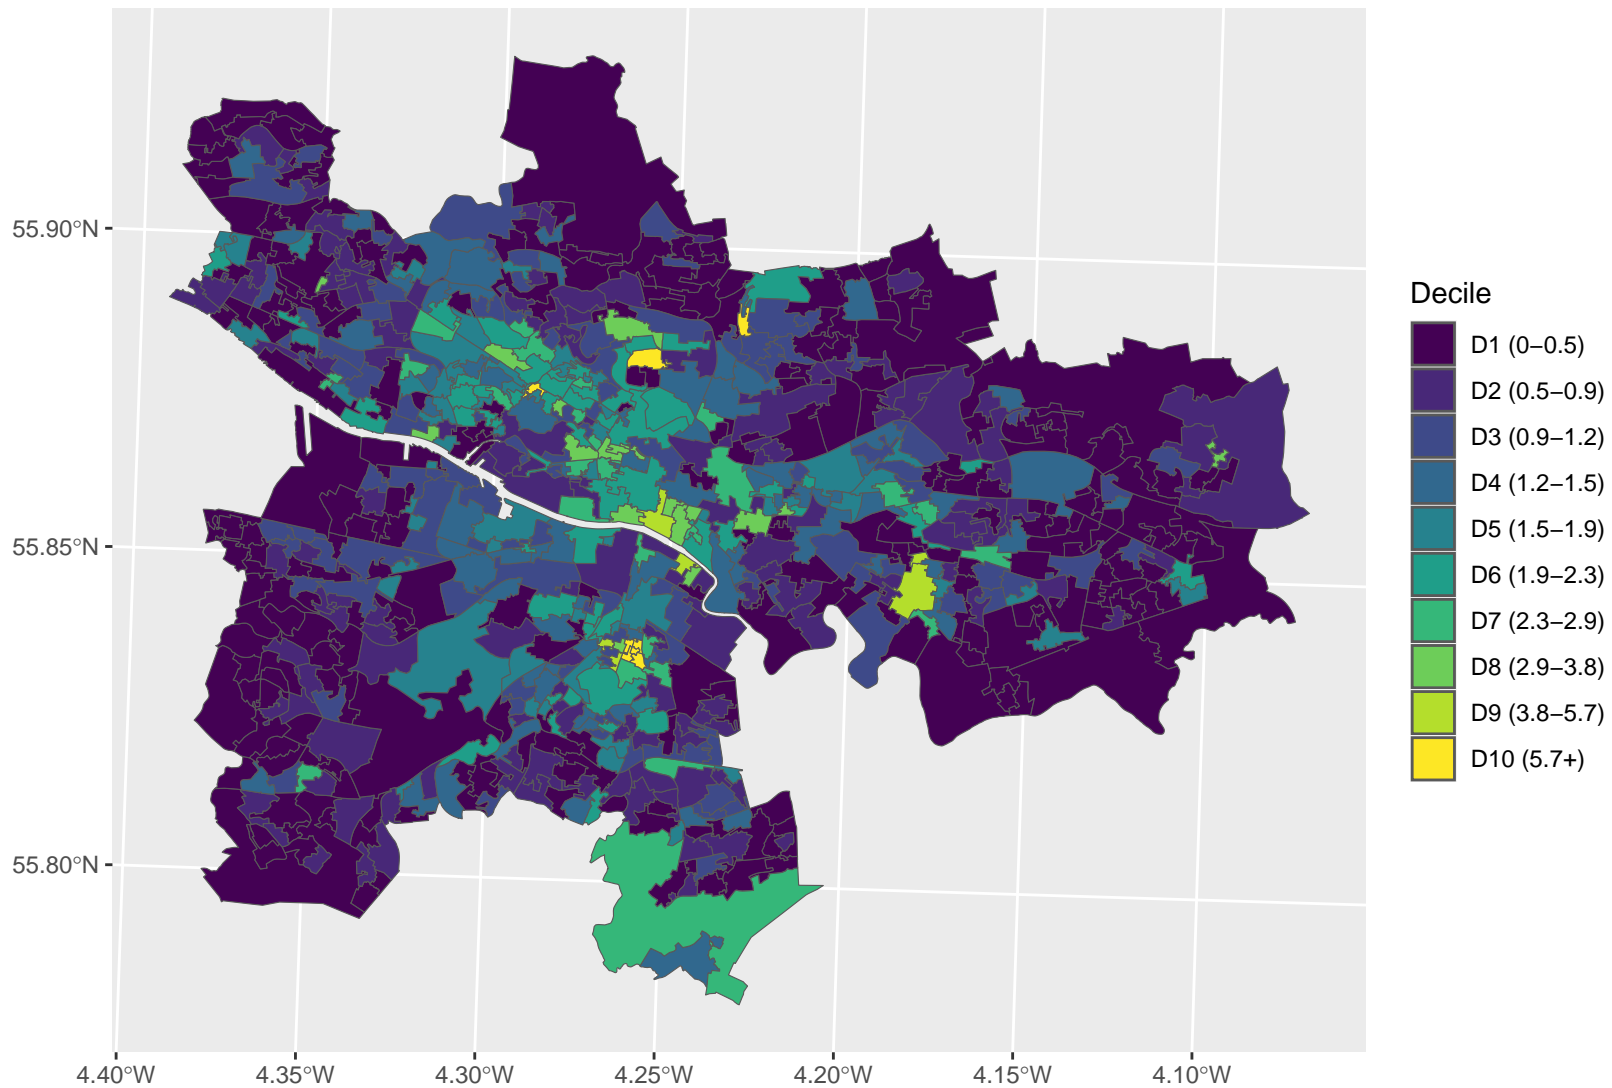 55.90°N
55.85°N
55.80°N
4.40°W
4.35°W
4.30°W
4.25°W
4.20°W
4.15°W
4.10°W
Decile
D1 (0−0.5)
D2 (0.5−0.9)
D3 (0.9−1.2)
D4 (1.2−1.5)
D5 (1.5−1.9)
D6 (1.9−2.3)
D7 (2.3−2.9)
D8 (2.9−3.8)
D9 (3.8−5.7)
D10 (5.7+)